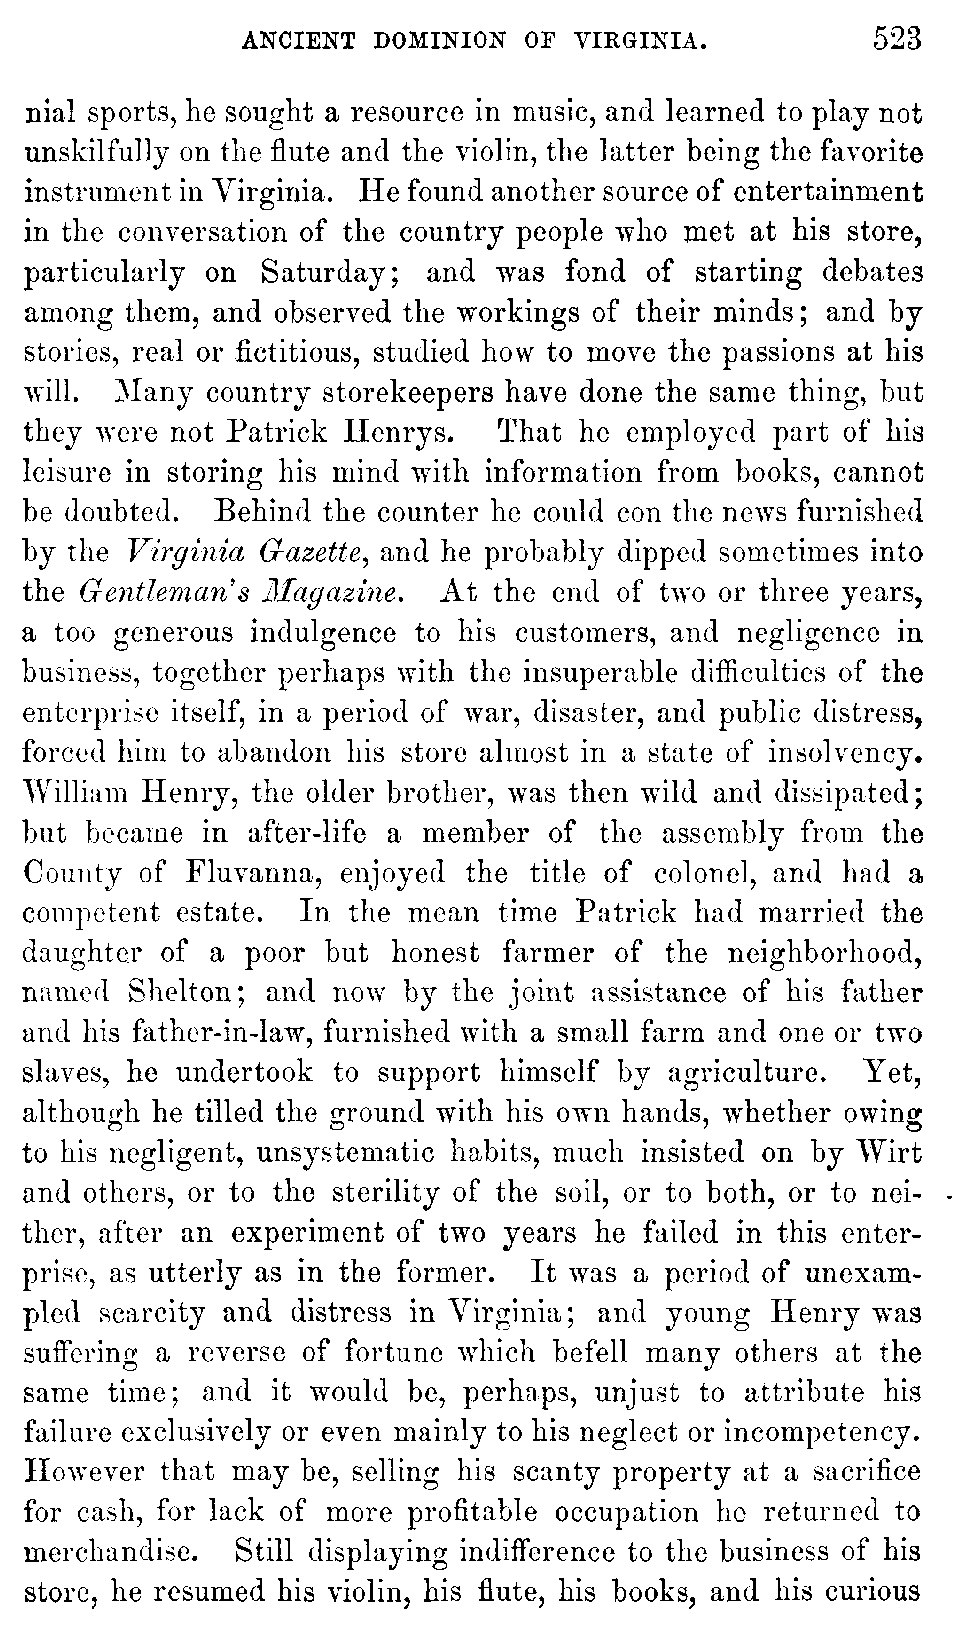 ANCIENT DOMINION OF VIRGINIA. 523
nial sports, he sought a resource in music, and learned to play not
unskilfully on the flute and the violin, the latter being the favorite
instrument in Virginia. He found another source of entertainment
in the conversation of the country people who met at his store,
particularly on Saturday; and was fond of starting debates
among them, and observed the workings of their minds; and by
stories, real or fictitious, studied how to move the passions at his
will. Many country storekeepers have done the same thing, but
they were not Patrick Henrys. That he employed part of his
leisure in storing his mind with information from books, cannot
be doubted. Behind the counter he could con the news furnished
by the Virginia Gazette, and he probably dipped sometimes into
the Gentleman's Magazine. At the end of two or three years,
a too generous indulgence to his customers, and negligence in
business, together perhaps with the insuperable difficulties of the
enterprise itself, in a period of war, disaster, and public distress,
forced him to abandon his store almost in a state of insolvency.
William Henry, the older brother, was then wild and dissipated;
but became in after-life a member of the assembly from the
County of Fluvanna, enjoyed the title of colonel, and had a
competent estate. In the mean time Patrick had married the
daughter of a poor but honest farmer of the neighborhood,
named Shelton; and now by the joint assistance of his father
and his father-in-law, furnished with a small farm and one or two
slaves, he undertook to support himself by agriculture. Yet,
although he tilled the ground with his own hands, whether owing
to his negligent, unsystematic habits, much insisted on by Wirt
and others, or to the sterility of the soil, or to both, or to nei-
ther, after an experiment of two years he failed in this enter-
prise, as utterly as in the former. It was a period of unexam-
pled scarcity and distress in Virginia; and young Henry was
suffering a reverse of fortune which befell many others at the
same time; and it would be, perhaps, unjust to attribute his
failure exclusively or even mainly to his neglect or incompetency.
However that may be, selling his scanty property at a sacrifice
for cash, for lack of more profitable occupation he returned to
merchandise. Still displaying indifference to the business of his
store, he resumed his violin, his flute, his books, and his curious